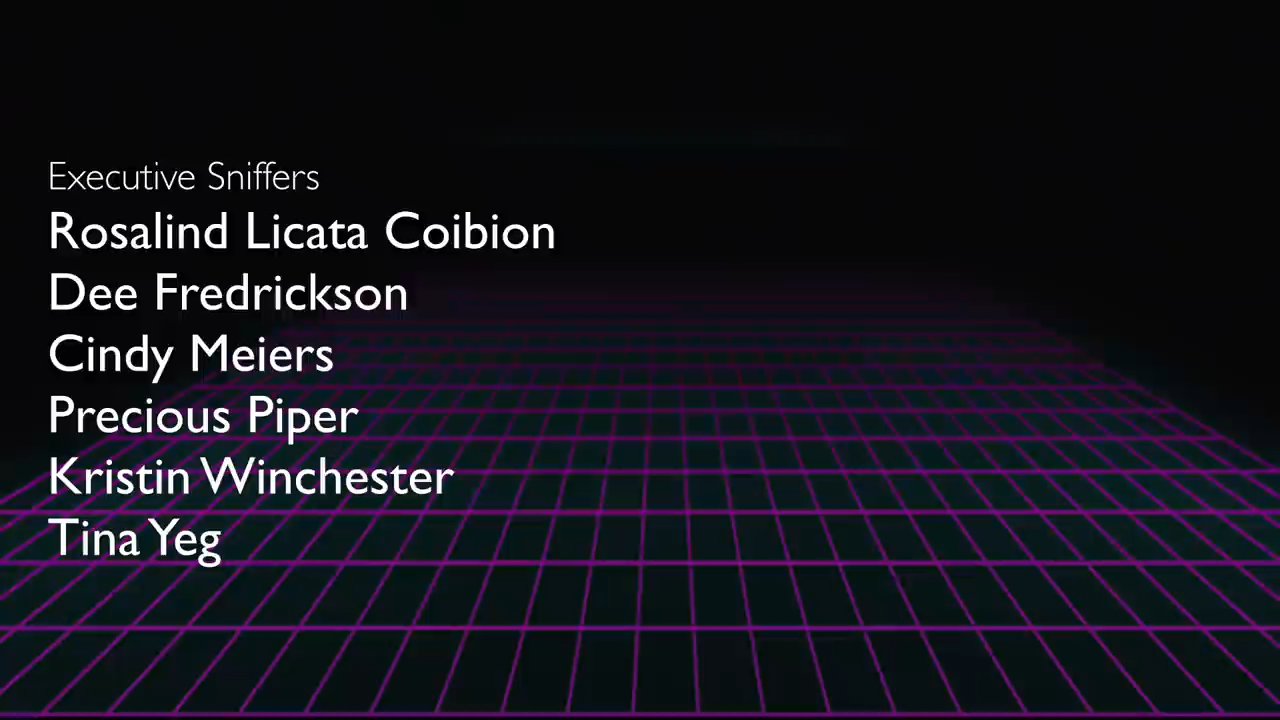 Executive Sniffers
Rosalind Licata Coibion
Dee Fredrickson
Cindy Meiers
Precious Piper
Kristin Winchester
Tina Yeg